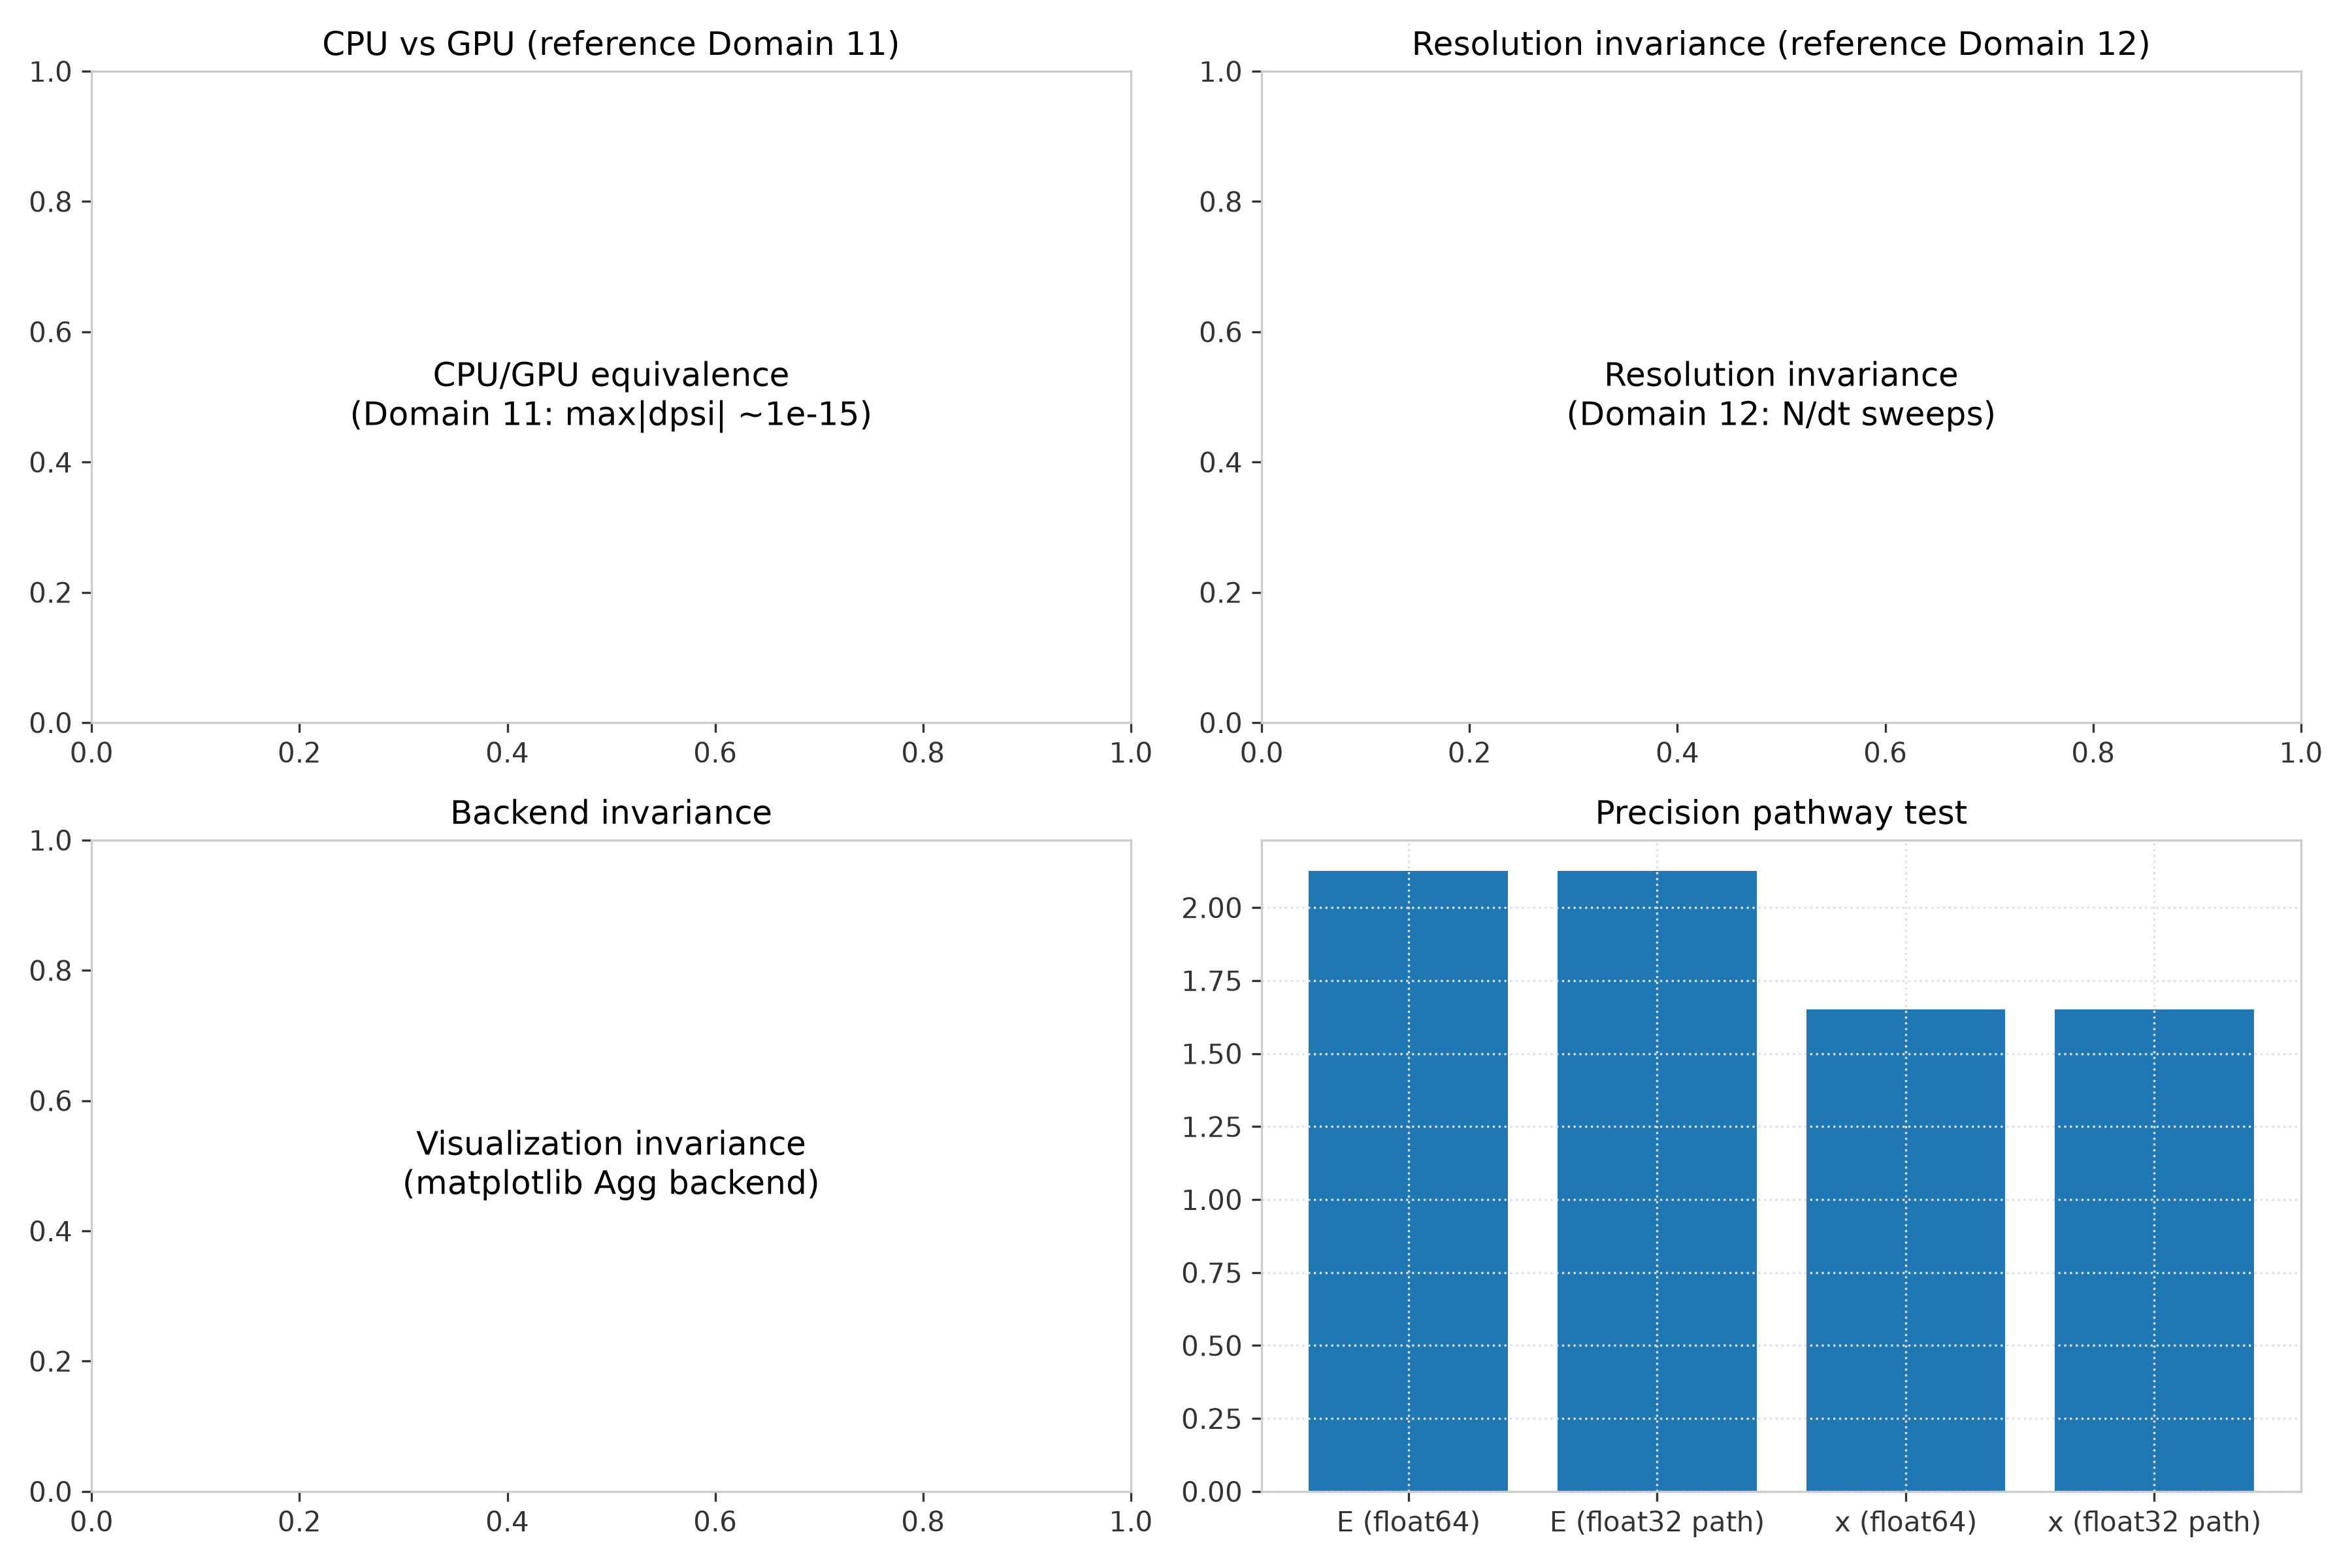 CPU vs GPU (reference Domain 11)
1.0
0.8
0.6
0.4
0.2
0.0
CPU/GPU equivalence
(Domain 11: max|dpsi| ~1e-15)
0.0 0.2 0.4 0.6 0.8 1.0
Resolution invariance (reference Domain 12)
1.0
0.8
0.6
0.4
0.2
0.0
Resolution invariance
(Domain 12: N/dt sweeps)
0.0 0.2 0.4 0.6 0.8 1.0
Backend invariance
1.0
0.8
0.6
0.4
0.2
0.0
Visualization invariance
(matplotlib Agg backend)
0.0 0.2 0.4 0.6 0.8 1.0
Precision pathway test
2.00
1.75
1.50
1.25
1.00
0.75
0.50
0.25
0.00
E (float64) E (float32 path) x (float64) x (float32 path)